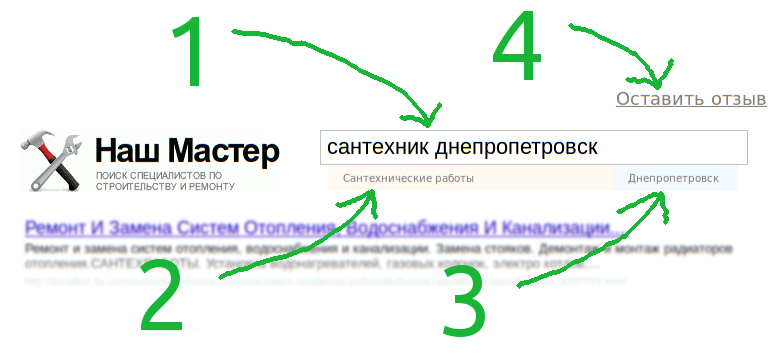 1
4
Оставить отзыв
Наш Мастер
сантехник днепропетровск
ПОИСК СПЕЦИАЛИСТОВ ПО
СТРОИТЕЛЬСТВУ И РЕМОНТУ
Сантехнические работы
Днепропетровск
Ремонт И Замена Систем Отопления, Водоснабжения И Канализации...
Ремонт и замена систем отопления, водоснабжения и канализации. Замена стояков. Демонтаж и монтаж радиаторов
отопления.САНТЕХРАБОТЫ. Установка водонагревателей, газовых колонок, электро котлов,...
2
3